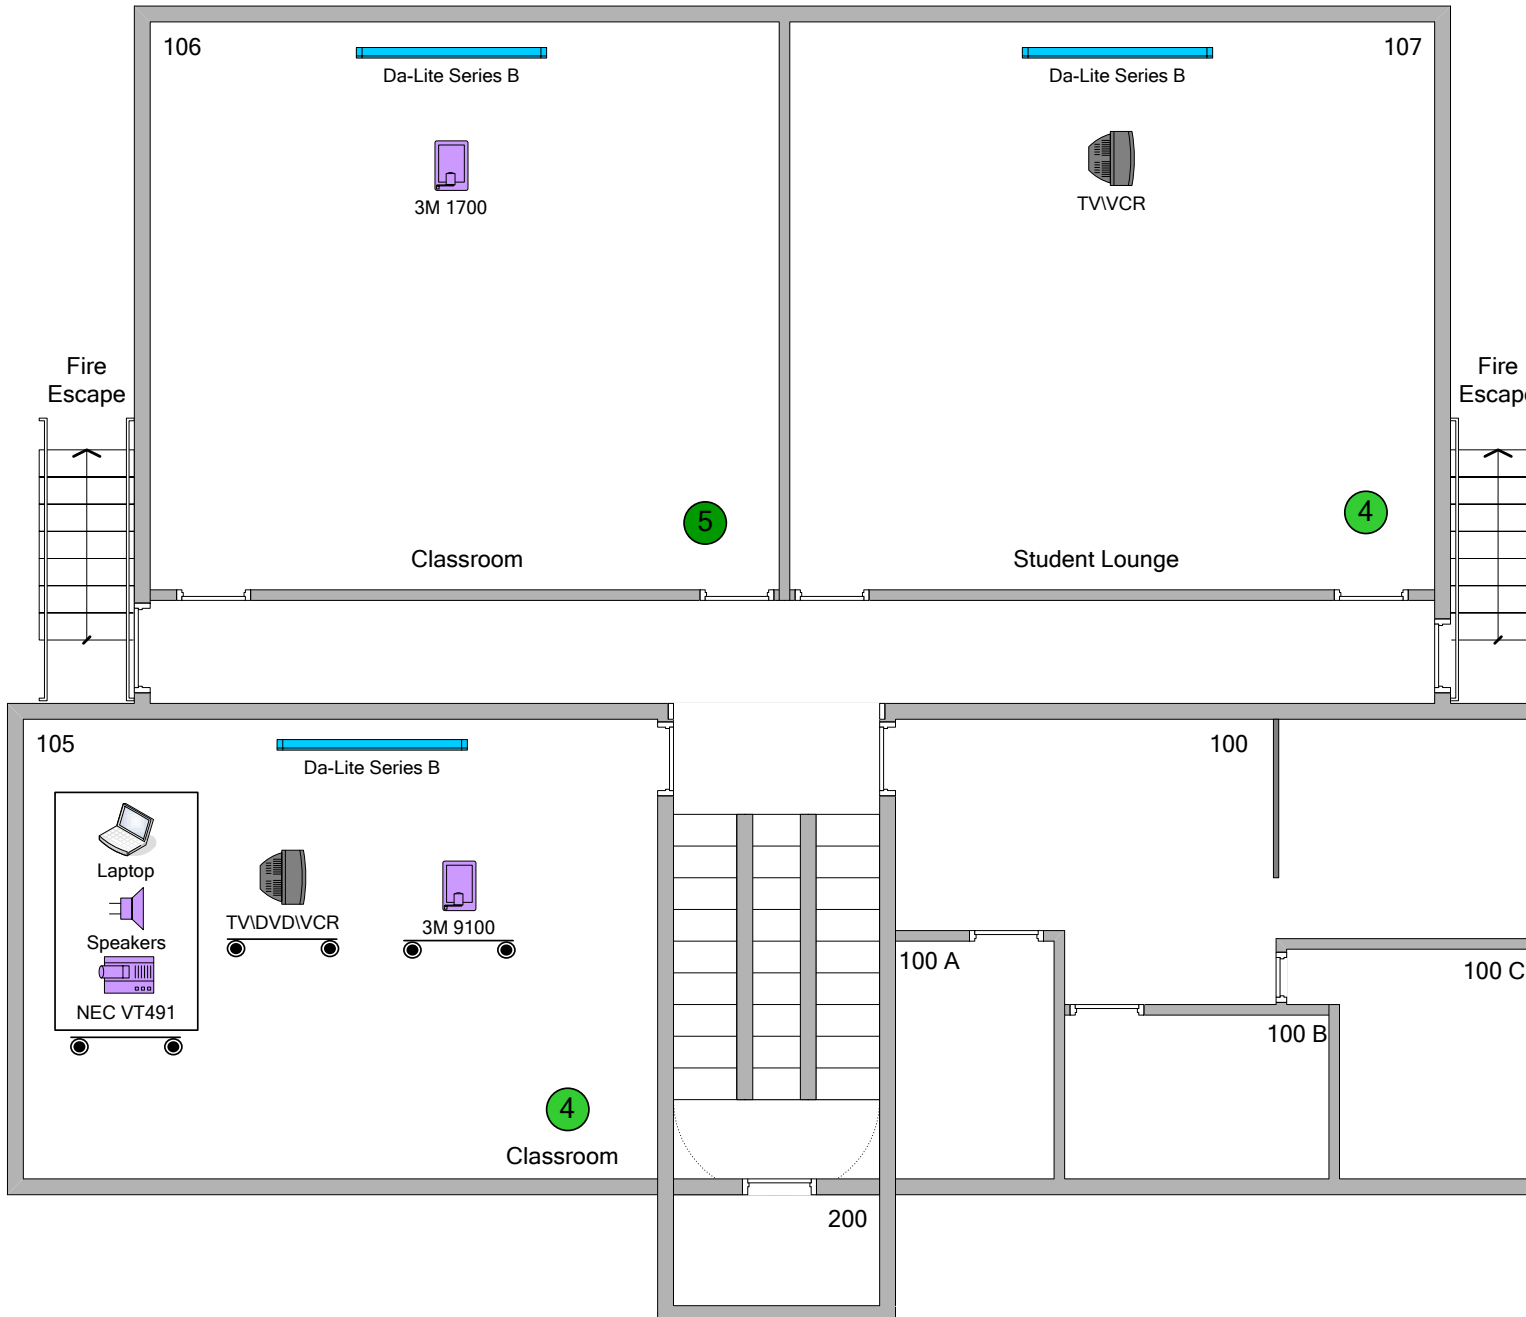 106
Da-Lite Series B
3M 1700
Da-Lite Series B
107
TV\VCR
Fire
Escape
Fire
Escape
5
4
Classroom
Student Lounge
105
Da-Lite Series B
Laptop
Speakers
NEC VT491
TV\DVD\VCR
3M 9100
4
Classroom
100
100 A
100 B
100 C
200